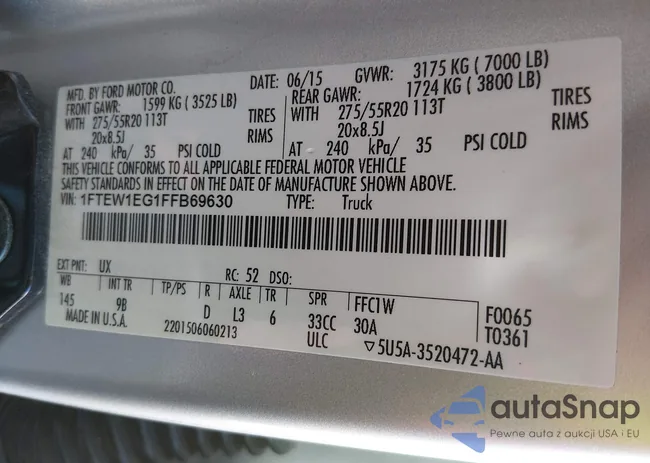 MFD. BY FORD MOTOR CO. DATE: 06/15 GVWR: 3175 KG ( 7000 LB)
FRONT GAWR: 1599 KG ( 3525 LB) REAR GAWR: 1724 KG ( 3800 LB)
WITH 275/55R20 113T TIRES WITH 275/55R20 113T TIRES
20x8.5J RIMS 20x8.5J RIMS
AT 240 kPa/ 35 PSI COLD AT 240 kPa/ 35 PSI COLD
THIS VEHICLE CONFORMS TO ALL APPLICABLE FEDERAL MOTOR VEHICLE
SAFETY STANDARDS IN EFFECT ON THE DATE OF MANUFACTURE SHOWN ABOVE.
VIN: 1FTEW1EG1FFB69630 TYPE: Truck
EXT PNT: UX RC: 52 DSO:
WB INT TR TP/PS R AXLE TR SPR FFC1W F0065
145 9B D L3 6 33CC 30A T0361
MADE IN U.S.A. 2201506060213 ULC ▽5U5A-3520472-AA
autaSnap
Pewne auta z aukcji USA i EU